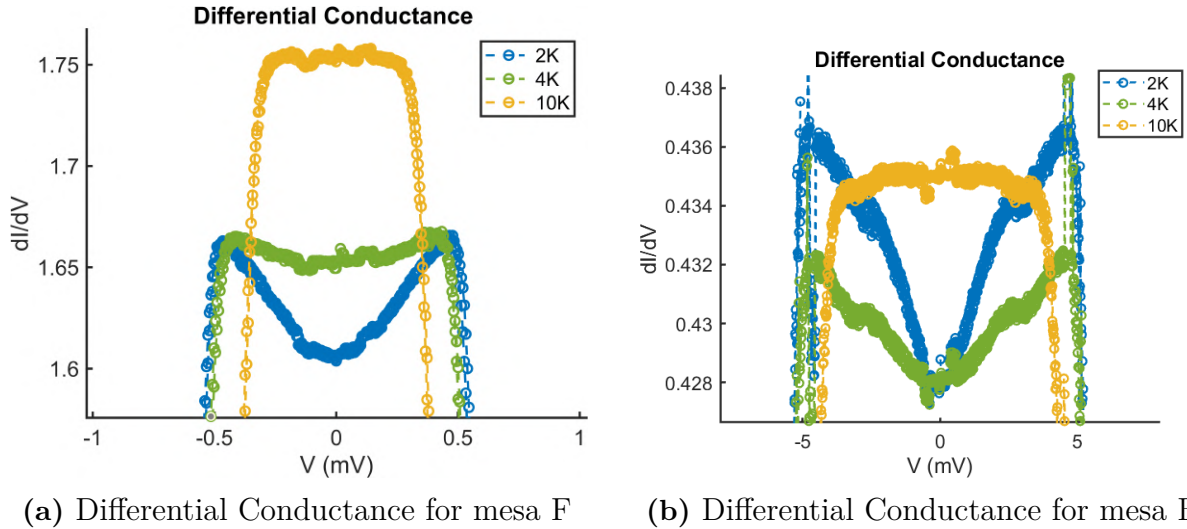 Differential Conductance
1.75
1.7
1.65
1.6
dI/dV
2K
4K
10K
-1
-0.5
0
0.5
1
V (mV)
(a) Differential Conductance for mesa F
Differential Conductance
0.438
0.436
0.434
0.432
0.43
0.428
dI/dV
2K
4K
10K
-5
0
5
V (mV)
(b) Differential Conductance for mesa